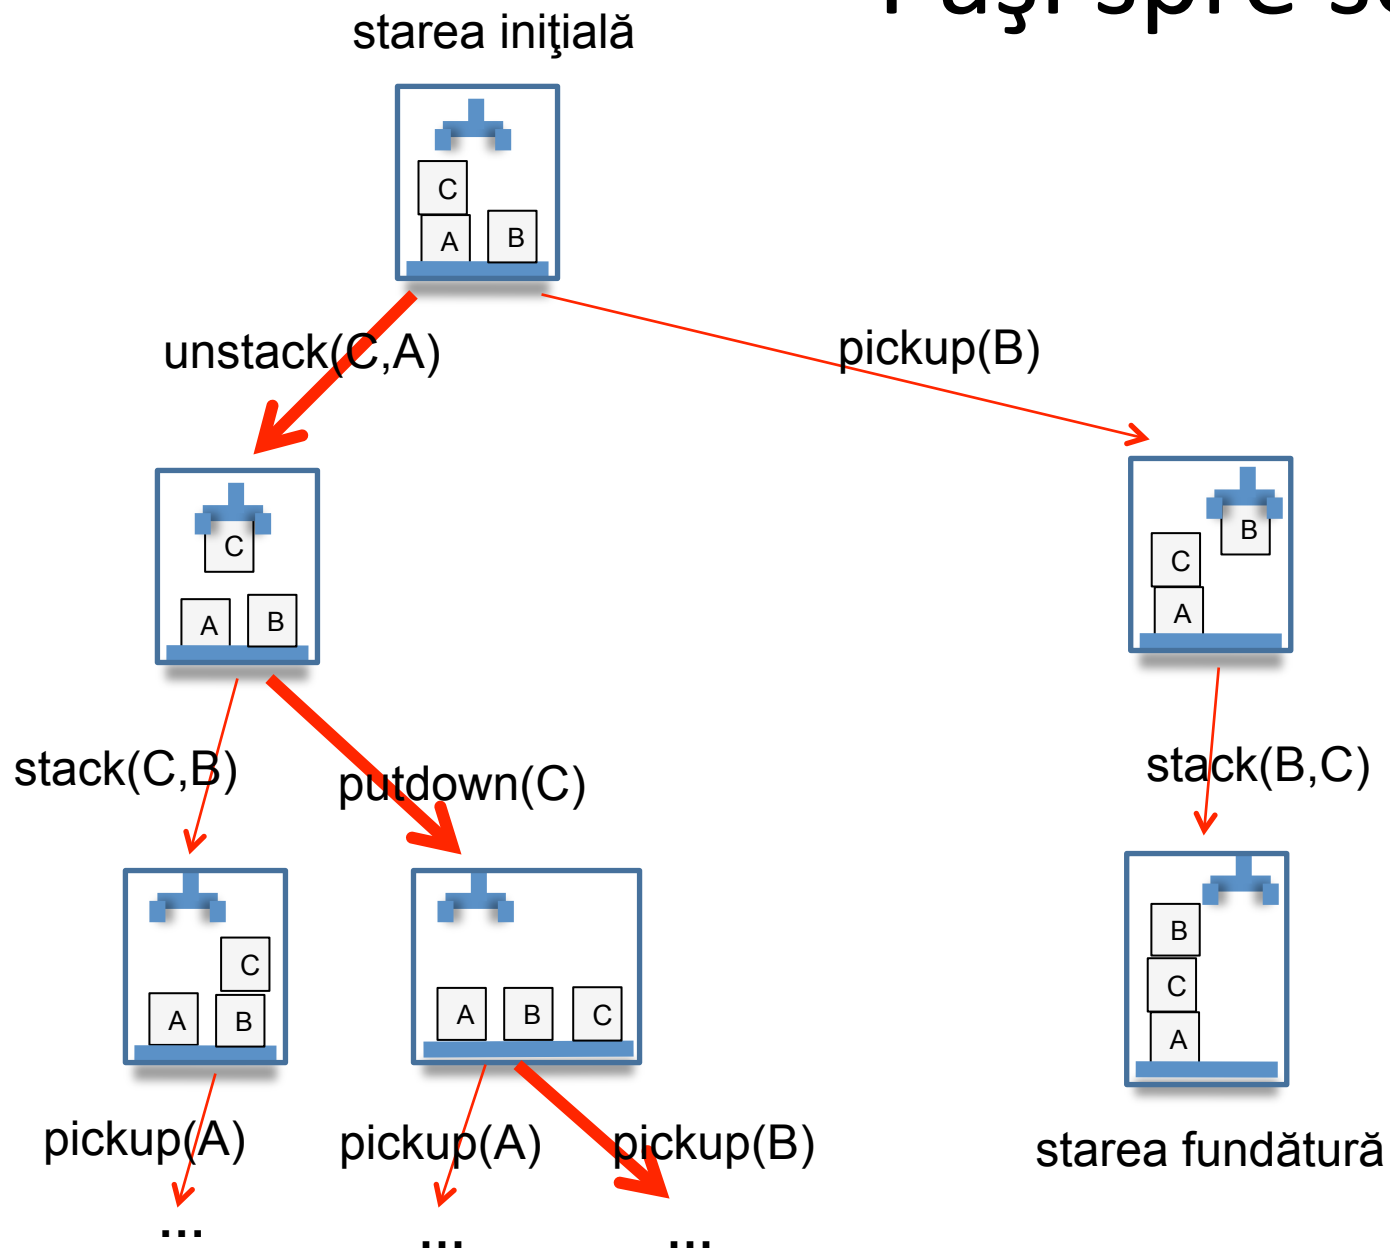 starea iniţială
C
A
B
unstack(C,A)
pickup(B)
C
A
B
B
C
A
stack(C,B)
putdown(C)
stack(B,C)
C
A
B
A
B
C
B
C
A
pickup(A)
pickup(A)
pickup(B)
starea fundătură
...
...
...